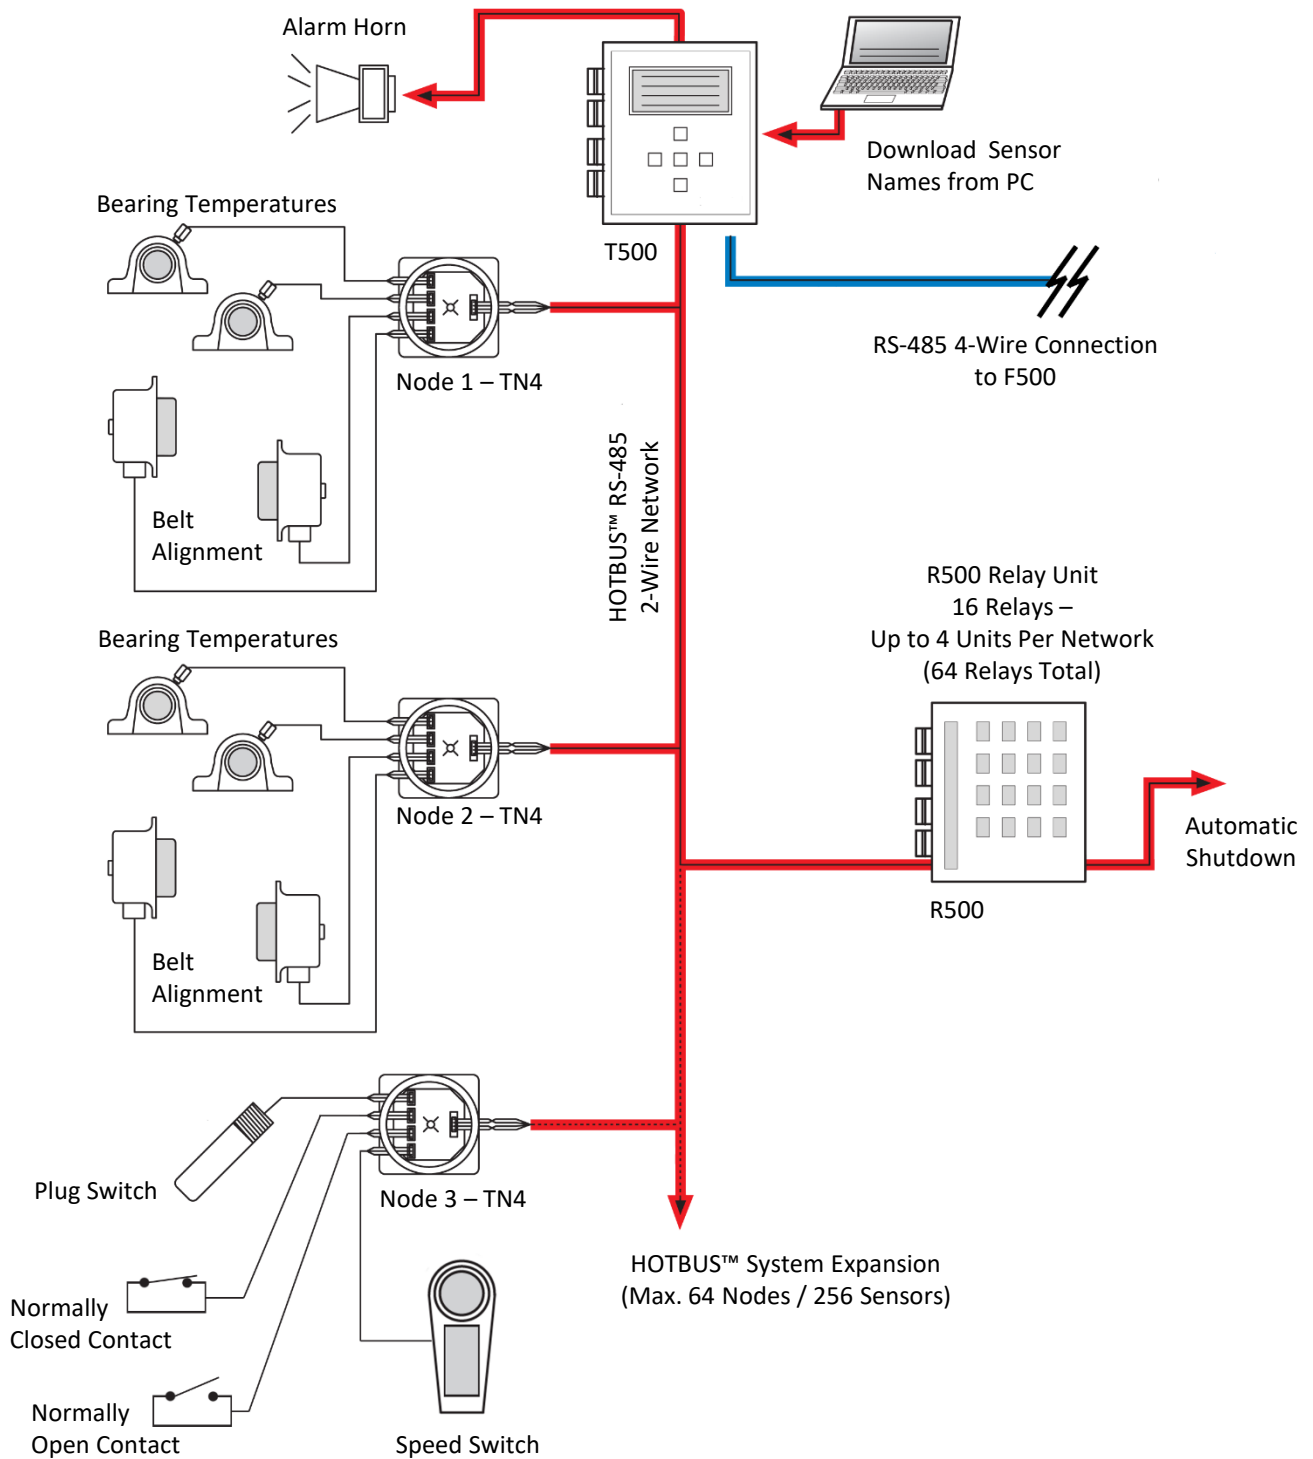 Alarm Horn
Download Sensor
Names from PC
Bearing Temperatures
T500
RS-485 4-Wire Connection
to F500
Node 1 – TN4
HOTBUS™ RS-485
2-Wire Network
Belt
Alignment
R500 Relay Unit
16 Relays –
Up to 4 Units Per Network
(64 Relays Total)
Bearing Temperatures
Node 2 – TN4
Automatic
Shutdown
R500
Belt
Alignment
Plug Switch
Node 3 – TN4
HOTBUS™ System Expansion
(Max. 64 Nodes / 256 Sensors)
Normally
Closed Contact
Normally
Open Contact
Speed Switch